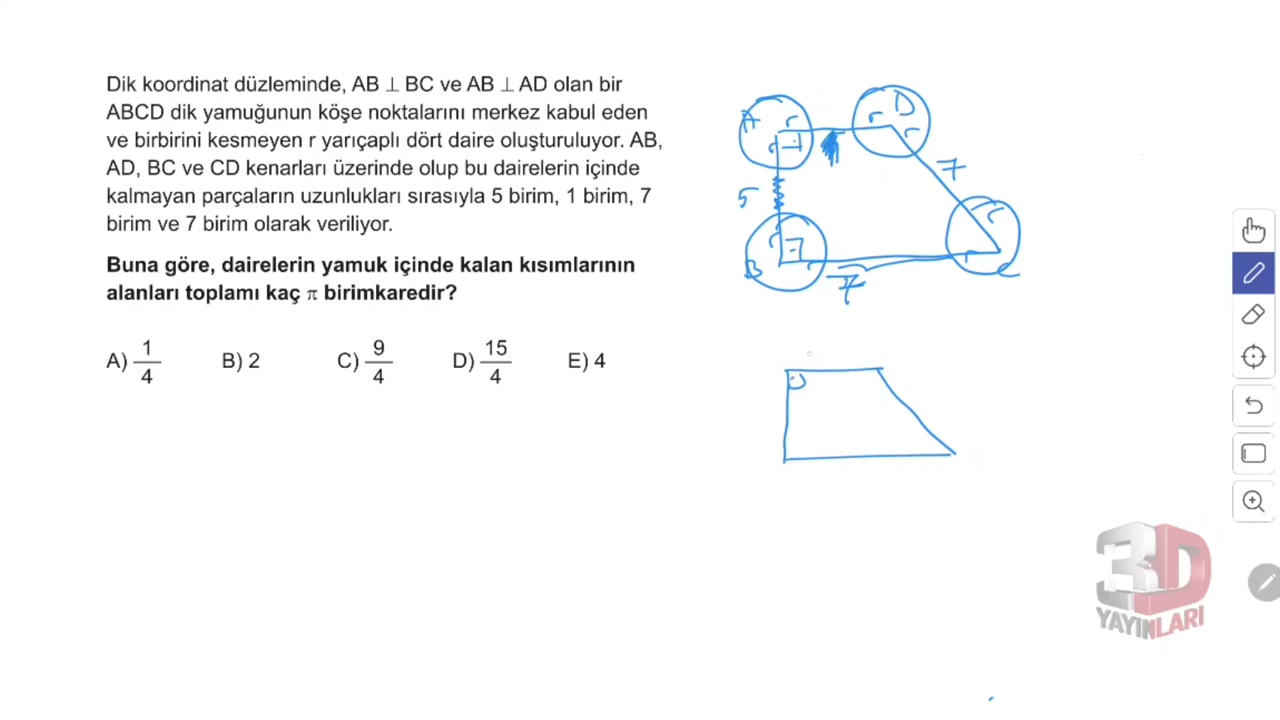 Dik koordinat düzleminde, AB ⊥ BC ve AB ⊥ AD olan bir
ABCD dik yamuğunun köşe noktalarını merkez kabul eden
ve birbirini kesmeyen r yarıçaplı dört daire oluşturuluyor. AB,
AD, BC ve CD kenarları üzerinde olup bu dairelerin içinde
kalmayan parçaların uzunlukları sırasıyla 5 birim, 1 birim, 7
birim ve 7 birim olarak veriliyor.
Buna göre, dairelerin yamuk içinde kalan kısımlarının
alanları toplamı kaç π birimkaredir?
A) 1/4 B) 2 C) 9/4 D) 15/4 E) 4
A r r
D r r
1
7
5
B r r
r r C
7
3D
YAYINLARI